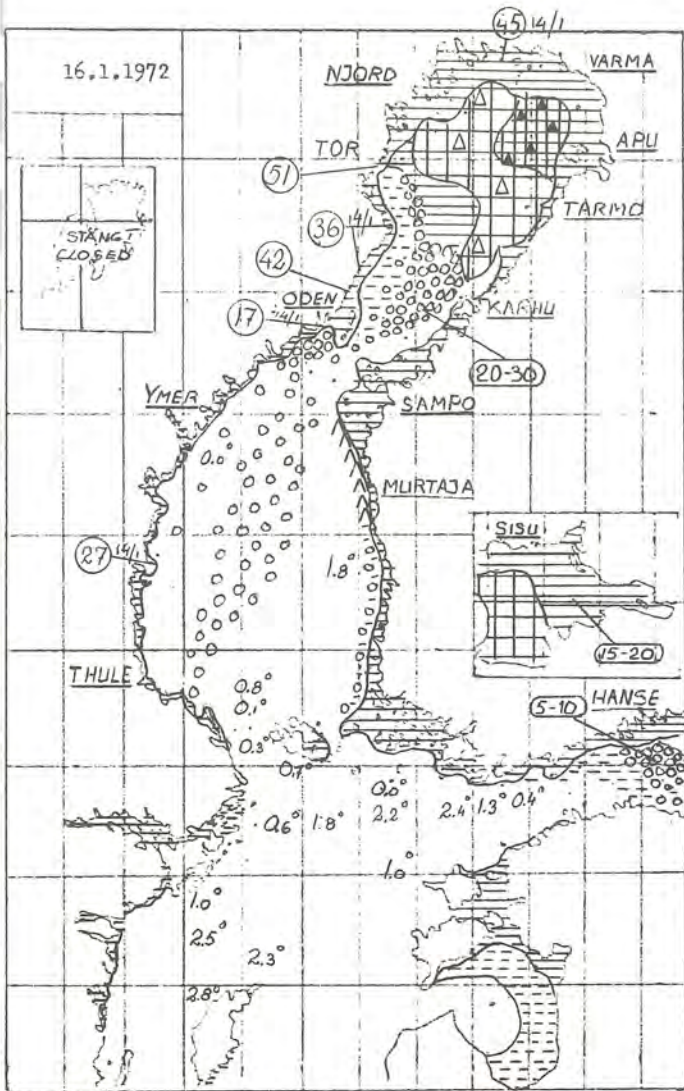 45 14/1
16.1.1972
NJORD
VARMA
TOR
APU
51
STÄNGT
CLOSED
TARMO
36 14/1
42
ODEN
17 14/1
KARHU
20-30
YMER
SAMPO
0.0
MURTAJA
SISU
27 14/1
1.8°
15-20
THULE
0.8°
0.1°
HANSE
5-10
0.3°
0.7°
0.0°
0.6° 1.8° 2.2° 2.4° 1.3° 0.4°
1.0°
1.0°
2.5°
2.3°
2.8°